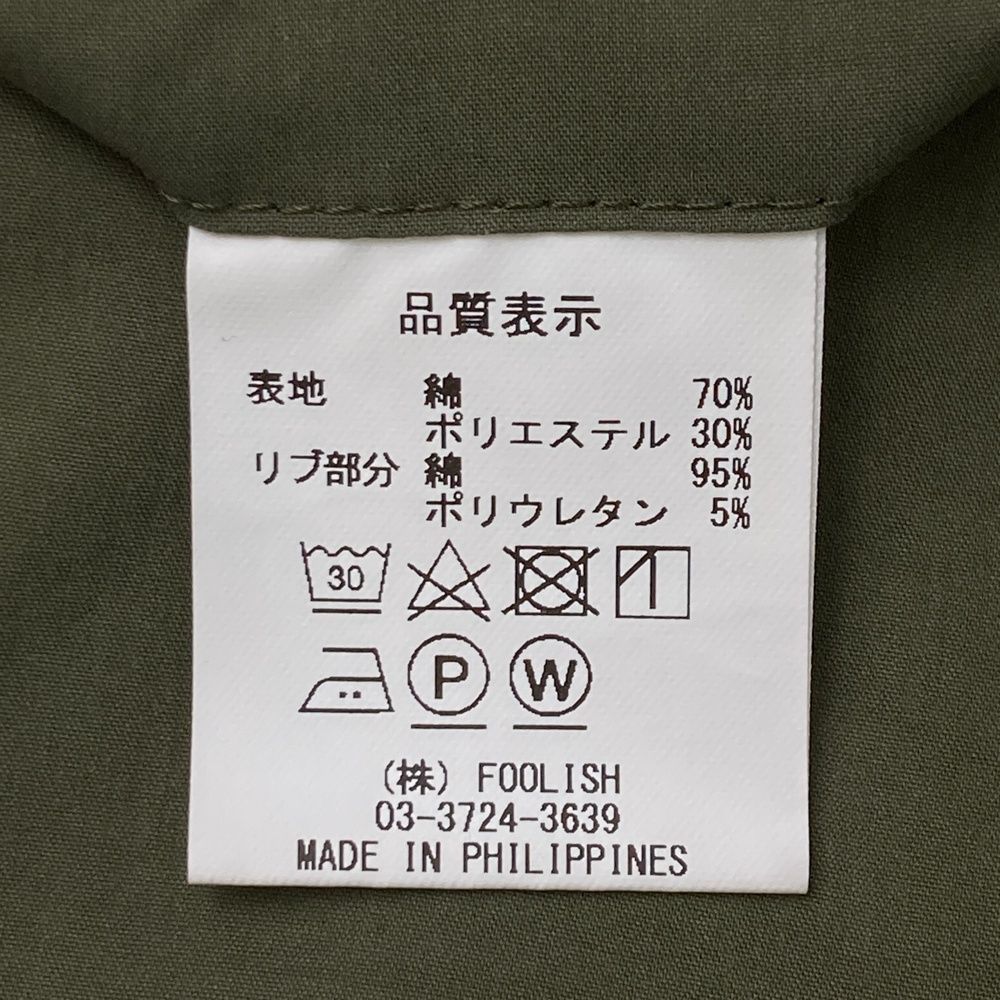 品質表示
表地 綿 70%
ポリエステル 30%
リブ部分 綿 95%
ポリウレタン 5%
30
P W
(株) FOOLISH
03-3724-3639
MADE IN PHILIPPINES